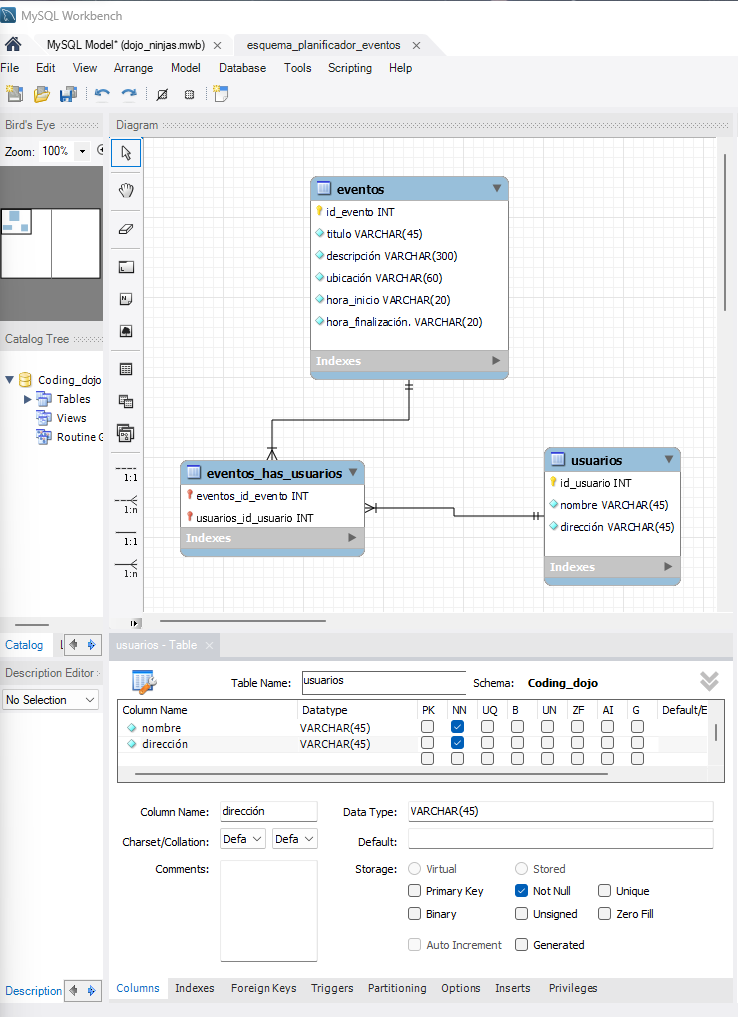 MySQL Workbench
MySQL Model* (dojo_ninjas.mwb) ×
esquema_planificador_eventos ×
File Edit View Arrange Model Database Tools Scripting Help
Bird's Eye
Zoom: 100%
Catalog Tree
Coding_dojo
Tables
Views
Routine G
Diagram
1:1
1:n
1:1
1:n
eventos
id_evento INT
titulo VARCHAR(45)
descripción VARCHAR(300)
ubicación VARCHAR(60)
hora_inicio VARCHAR(20)
hora_finalización. VARCHAR(20)
Indexes
eventos_has_usuarios
eventos_id_evento INT
usuarios_id_usuario INT
Indexes
usuarios
id_usuario INT
nombre VARCHAR(45)
dirección VARCHAR(45)
Indexes
Catalog L
Description Editor
No Selection
Description
usuarios - Table ×
Table Name: usuarios Schema: Coding_dojo
Column Name Datatype PK NN UQ B UN ZF AI G Default/E
nombre VARCHAR(45)
dirección VARCHAR(45)
Column Name: dirección Data Type: VARCHAR(45)
Charset/Collation: Defa Defa Default:
Comments: Storage: Virtual Stored
Primary Key Not Null Unique
Binary Unsigned Zero Fill
Auto Increment Generated
Columns Indexes Foreign Keys Triggers Partitioning Options Inserts Privileges